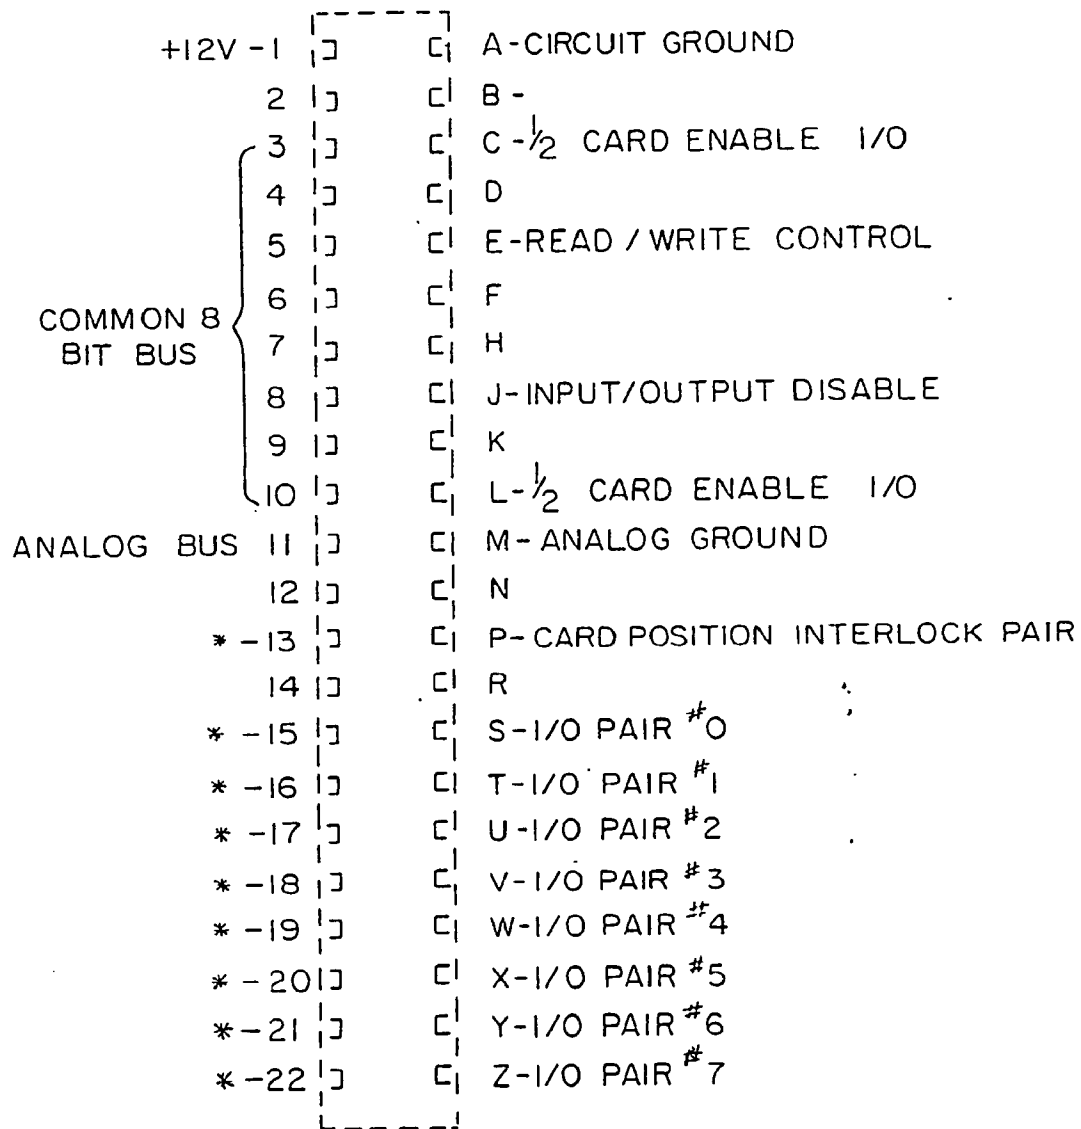 +12V -1 A-CIRCUIT GROUND
2 B -
3 C-½ CARD ENABLE I/O
4 D
5 E-READ / WRITE CONTROL
6 F
COMMON 8
BIT BUS
7 H
8 J-INPUT/OUTPUT DISABLE
9 K
10 L-½ CARD ENABLE I/O
ANALOG BUS 11 M-ANALOG GROUND
12 N
* -13 P-CARD POSITION INTERLOCK PAIR
14 R
* -15 S-I/O PAIR #0
* -16 T-I/O PAIR #1
* -17 U-I/O PAIR #2
* -18 V-I/O PAIR #3
* -19 W-I/O PAIR #4
* -20 X-I/O PAIR #5
* -21 Y-I/O PAIR #6
* -22 Z-I/O PAIR #7